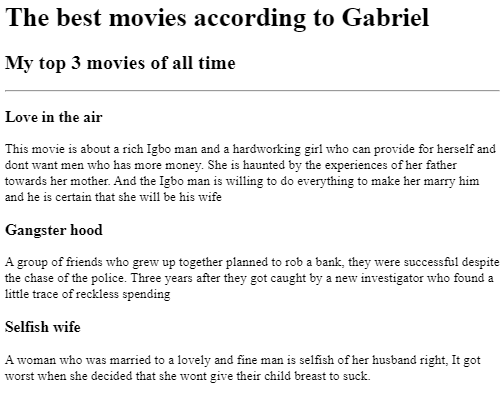 The best movies according to Gabriel
My top 3 movies of all time
Love in the air
This movie is about a rich Igbo man and a hardworking girl who can provide for herself and
dont want men who has more money. She is haunted by the experiences of her father
towards her mother. And the Igbo man is willing to do everything to make her marry him
and he is certain that she will be his wife
Gangster hood
A group of friends who grew up together planned to rob a bank, they were successful despite
the chase of the police. Three years after they got caught by a new investigator who found a
little trace of reckless spending
Selfish wife
A woman who was married to a lovely and fine man is selfish of her husband right, It got
worst when she decided that she wont give their child breast to suck.